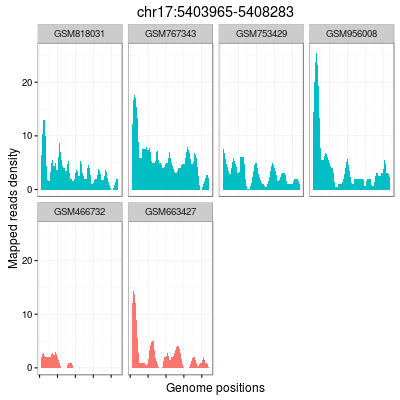 chr17:5403965-5408283
GSM818031 GSM767343 GSM753429 GSM956008
20
10
0
GSM466732 GSM663427
20
10
0
Mapped reads density
Genome positions